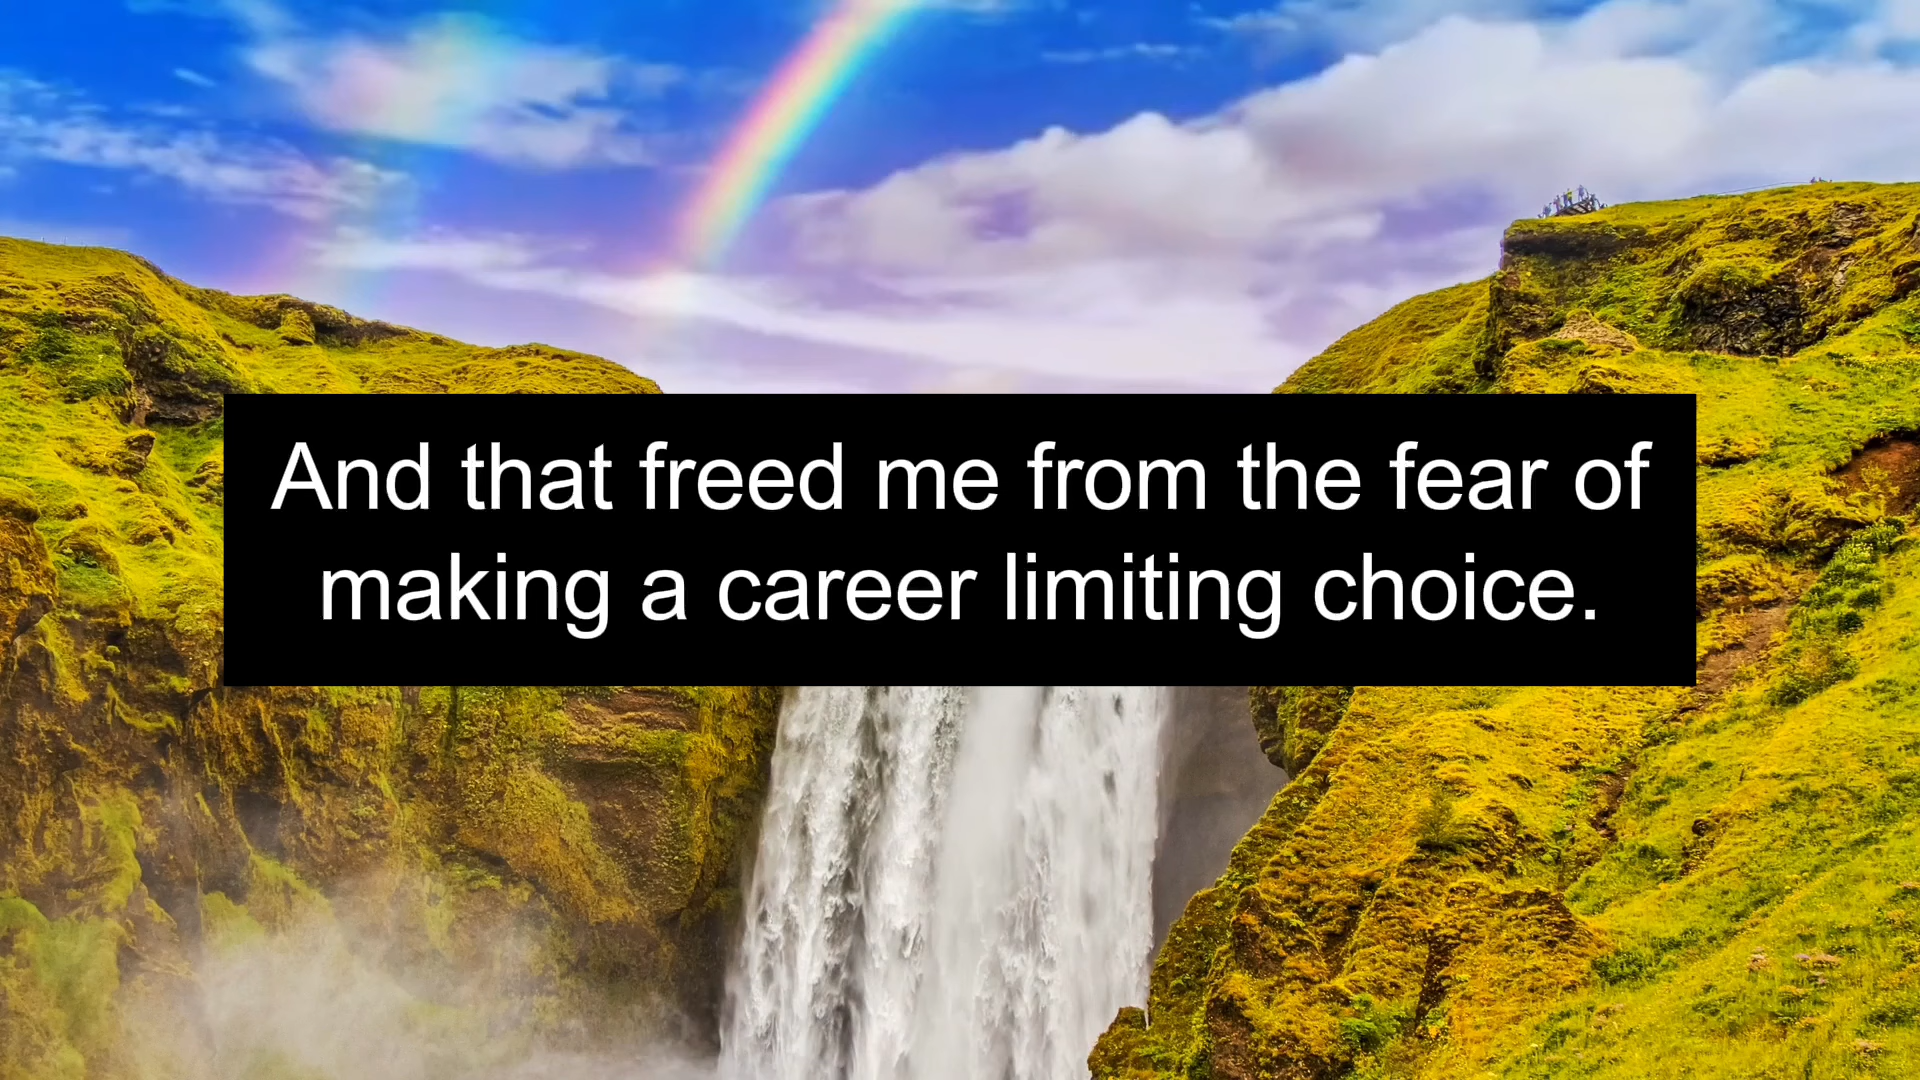 And that freed me from the fear of
making a career limiting choice.